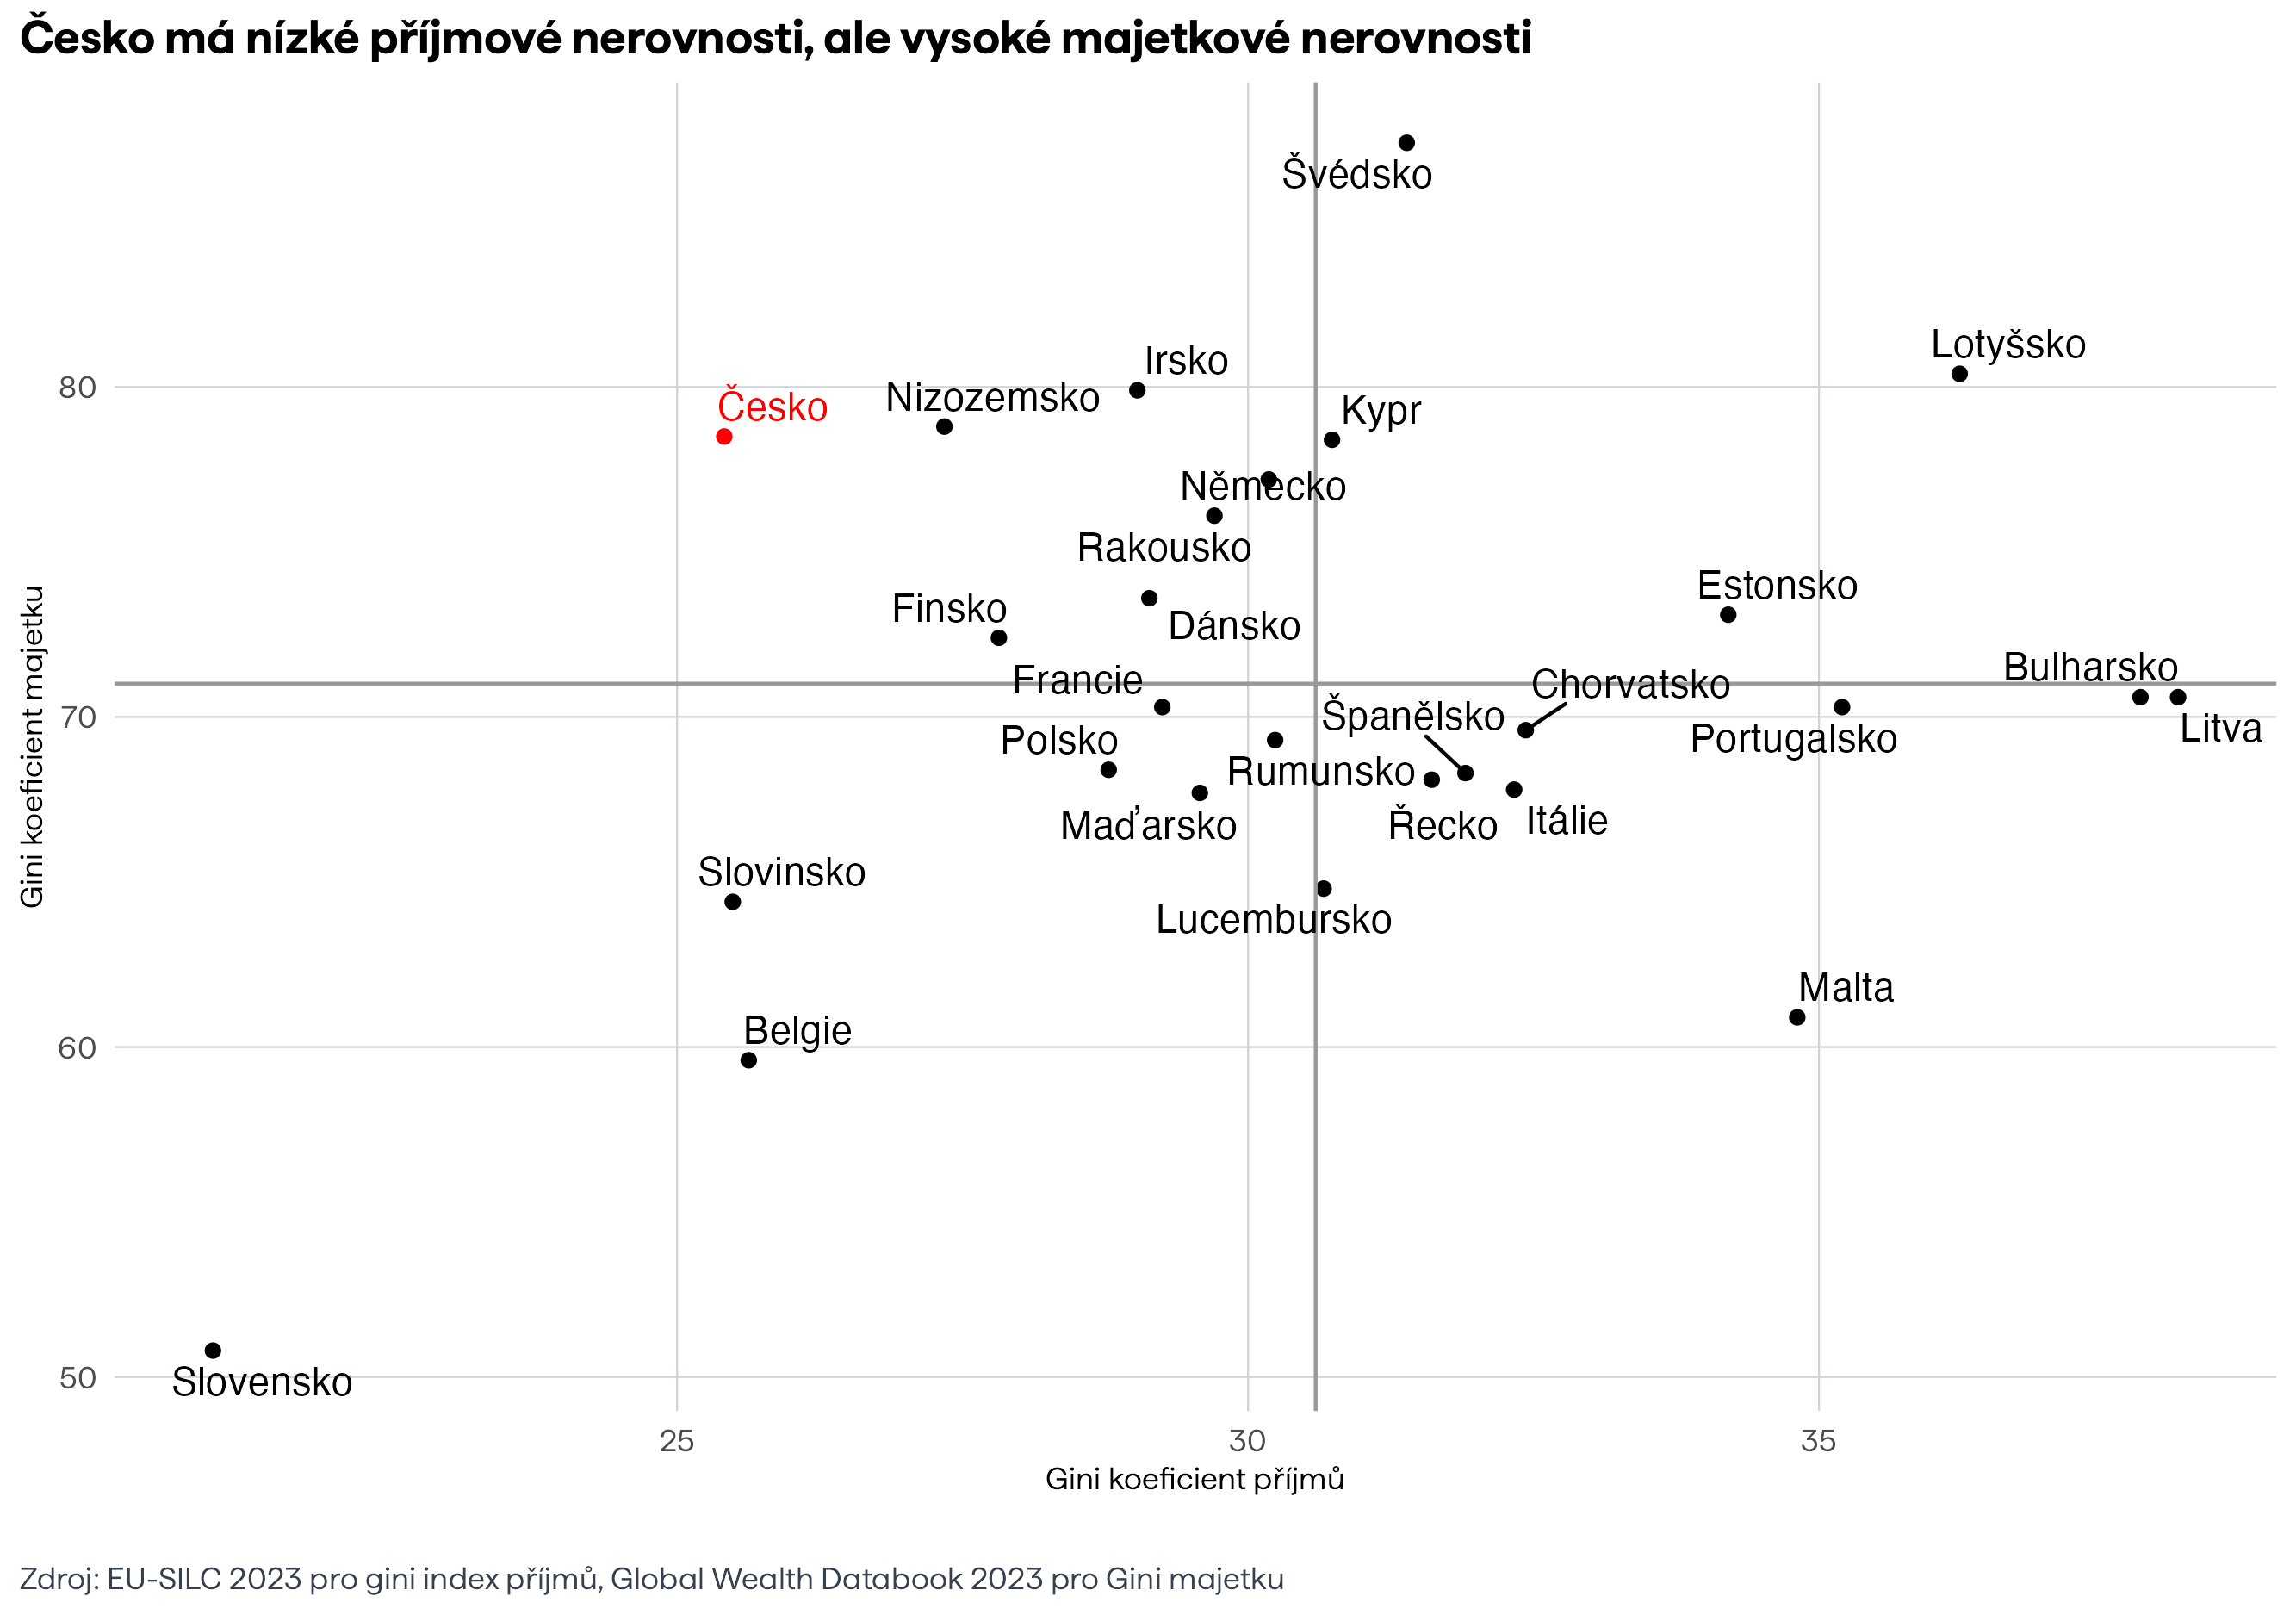 Česko má nízké příjmové nerovnosti, ale vysoké majetkové nerovnosti
Švédsko
Lotyšsko
Irsko
80
Nizozemsko
Česko
Kypr
Německo
Rakousko
Estonsko
Finsko
Dánsko
Bulharsko
Francie
Chorvatsko
Španělsko
70
Litva
Polsko
Portugalsko
Rumunsko
Maďarsko
Řecko
Itálie
Gini koeficient majetku
Slovinsko
Lucembursko
Malta
Belgie
60
50
Slovensko
25
30
35
Gini koeficient příjmů
Zdroj: EU-SILC 2023 pro gini index příjmů, Global Wealth Databook 2023 pro Gini majetku